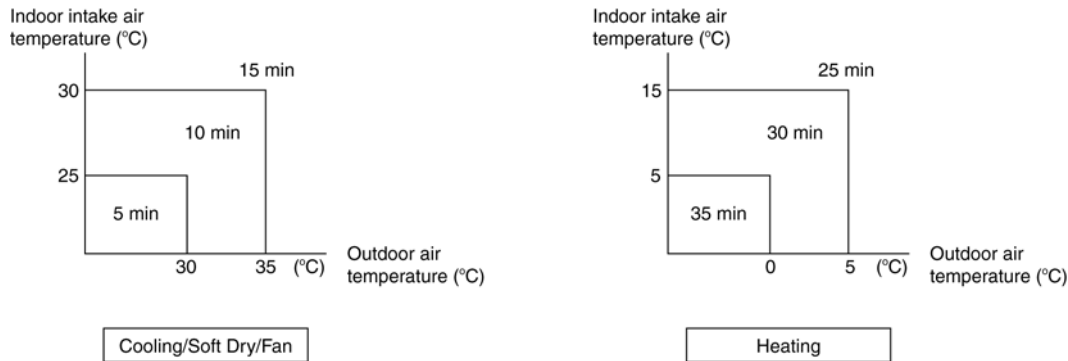 Indoor intake air
temperature (°C)
15 min
30
10 min
25
5 min
30
35
(°C)
Outdoor air
temperature (°C)
Cooling/Soft Dry/Fan
Indoor intake air
temperature (°C)
25 min
15
30 min
5
35 min
0
5
(°C)
Outdoor air
temperature (°C)
Heating